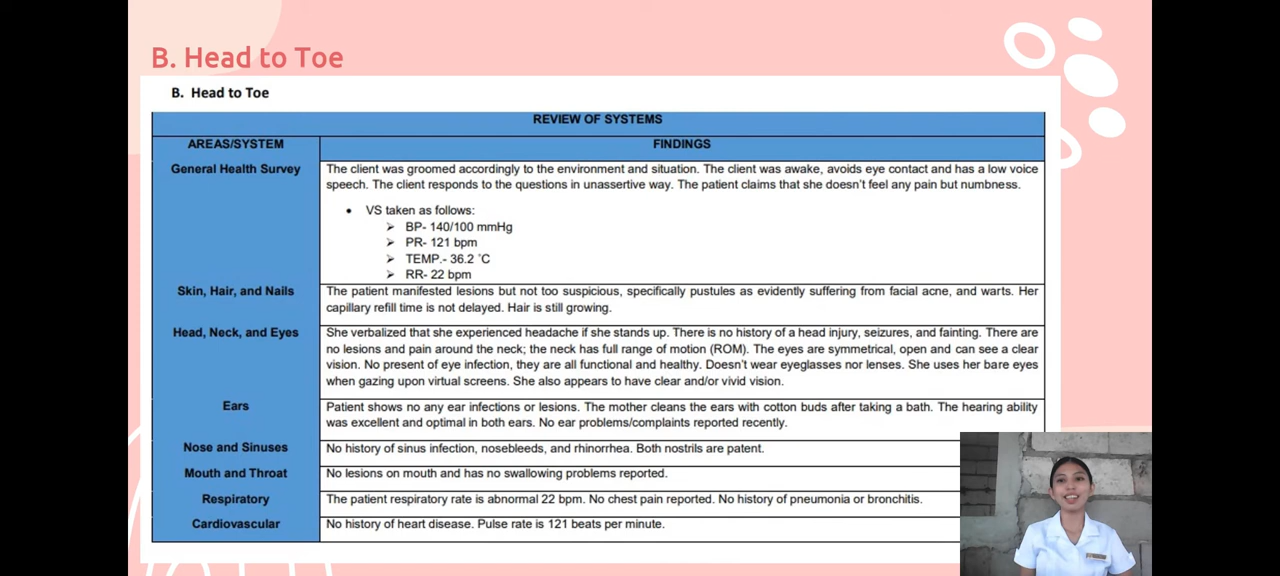 B. Head to Toe
B. Head to Toe
REVIEW OF SYSTEMS
AREAS/SYSTEM
FINDINGS
General Health Survey
The client was groomed accordingly to the environment and situation. The client was awake, avoids eye contact and has a low voice
speech. The client responds to the questions in unassertive way. The patient claims that she doesn't feel any pain but numbness.
• VS taken as follows:
➢ BP- 140/100 mmHg
➢ PR- 121 bpm
➢ TEMP.- 36.2 ˚C
➢ RR- 22 bpm
Skin, Hair, and Nails
The patient manifested lesions but not too suspicious, specifically pustules as evidently suffering from facial acne, and warts. Her
capillary refill time is not delayed. Hair is still growing.
Head, Neck, and Eyes
She verbalized that she experienced headache if she stands up. There is no history of a head injury, seizures, and fainting. There are
no lesions and pain around the neck; the neck has full range of motion (ROM). The eyes are symmetrical, open and can see a clear
vision. No present of eye infection, they are all functional and healthy. Doesn't wear eyeglasses nor lenses. She uses her bare eyes
when gazing upon virtual screens. She also appears to have clear and/or vivid vision.
Ears
Patient shows no any ear infections or lesions. The mother cleans the ears with cotton buds after taking a bath. The hearing ability
was excellent and optimal in both ears. No ear problems/complaints reported recently.
Nose and Sinuses
No history of sinus infection, nosebleeds, and rhinorrhea. Both nostrils are patent.
Mouth and Throat
No lesions on mouth and has no swallowing problems reported.
Respiratory
The patient respiratory rate is abnormal 22 bpm. No chest pain reported. No history of pneumonia or bronchitis.
Cardiovascular
No history of heart disease. Pulse rate is 121 beats per minute.